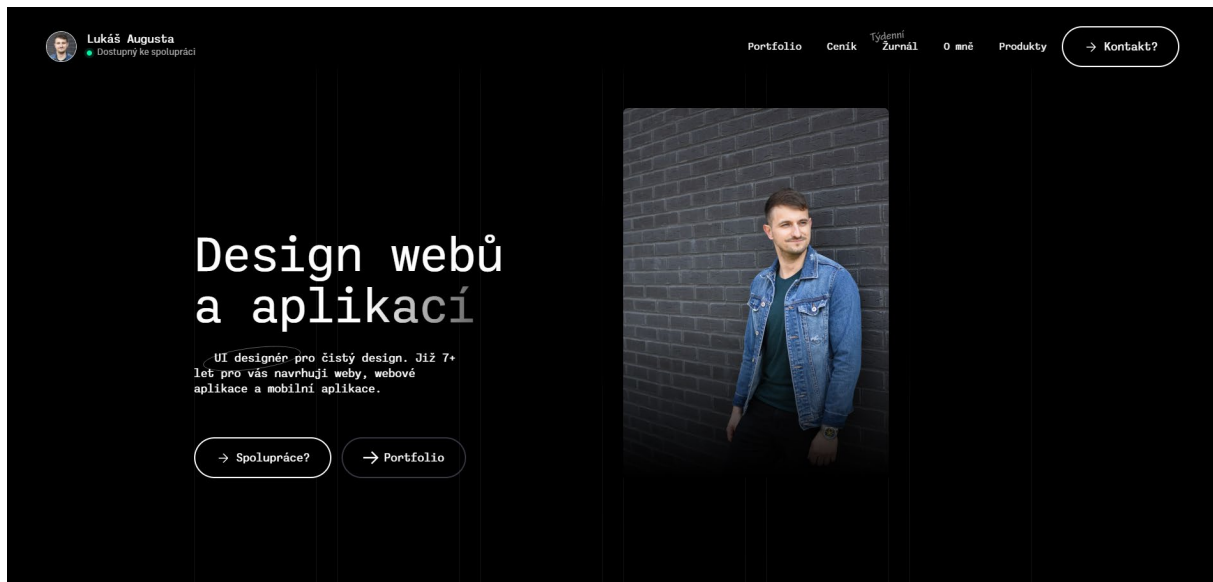 Lukáš Augusta
Dostupný ke spolupráci
Portfolio
Ceník
Týdenní
Žurnál
O mně
Produkty
→ Kontakt?
Design webů
a aplikací
UI designér pro čistý design. Již 7+
let pro vás navrhuji weby, webové
aplikace a mobilní aplikace.
→ Spolupráce?
→ Portfolio